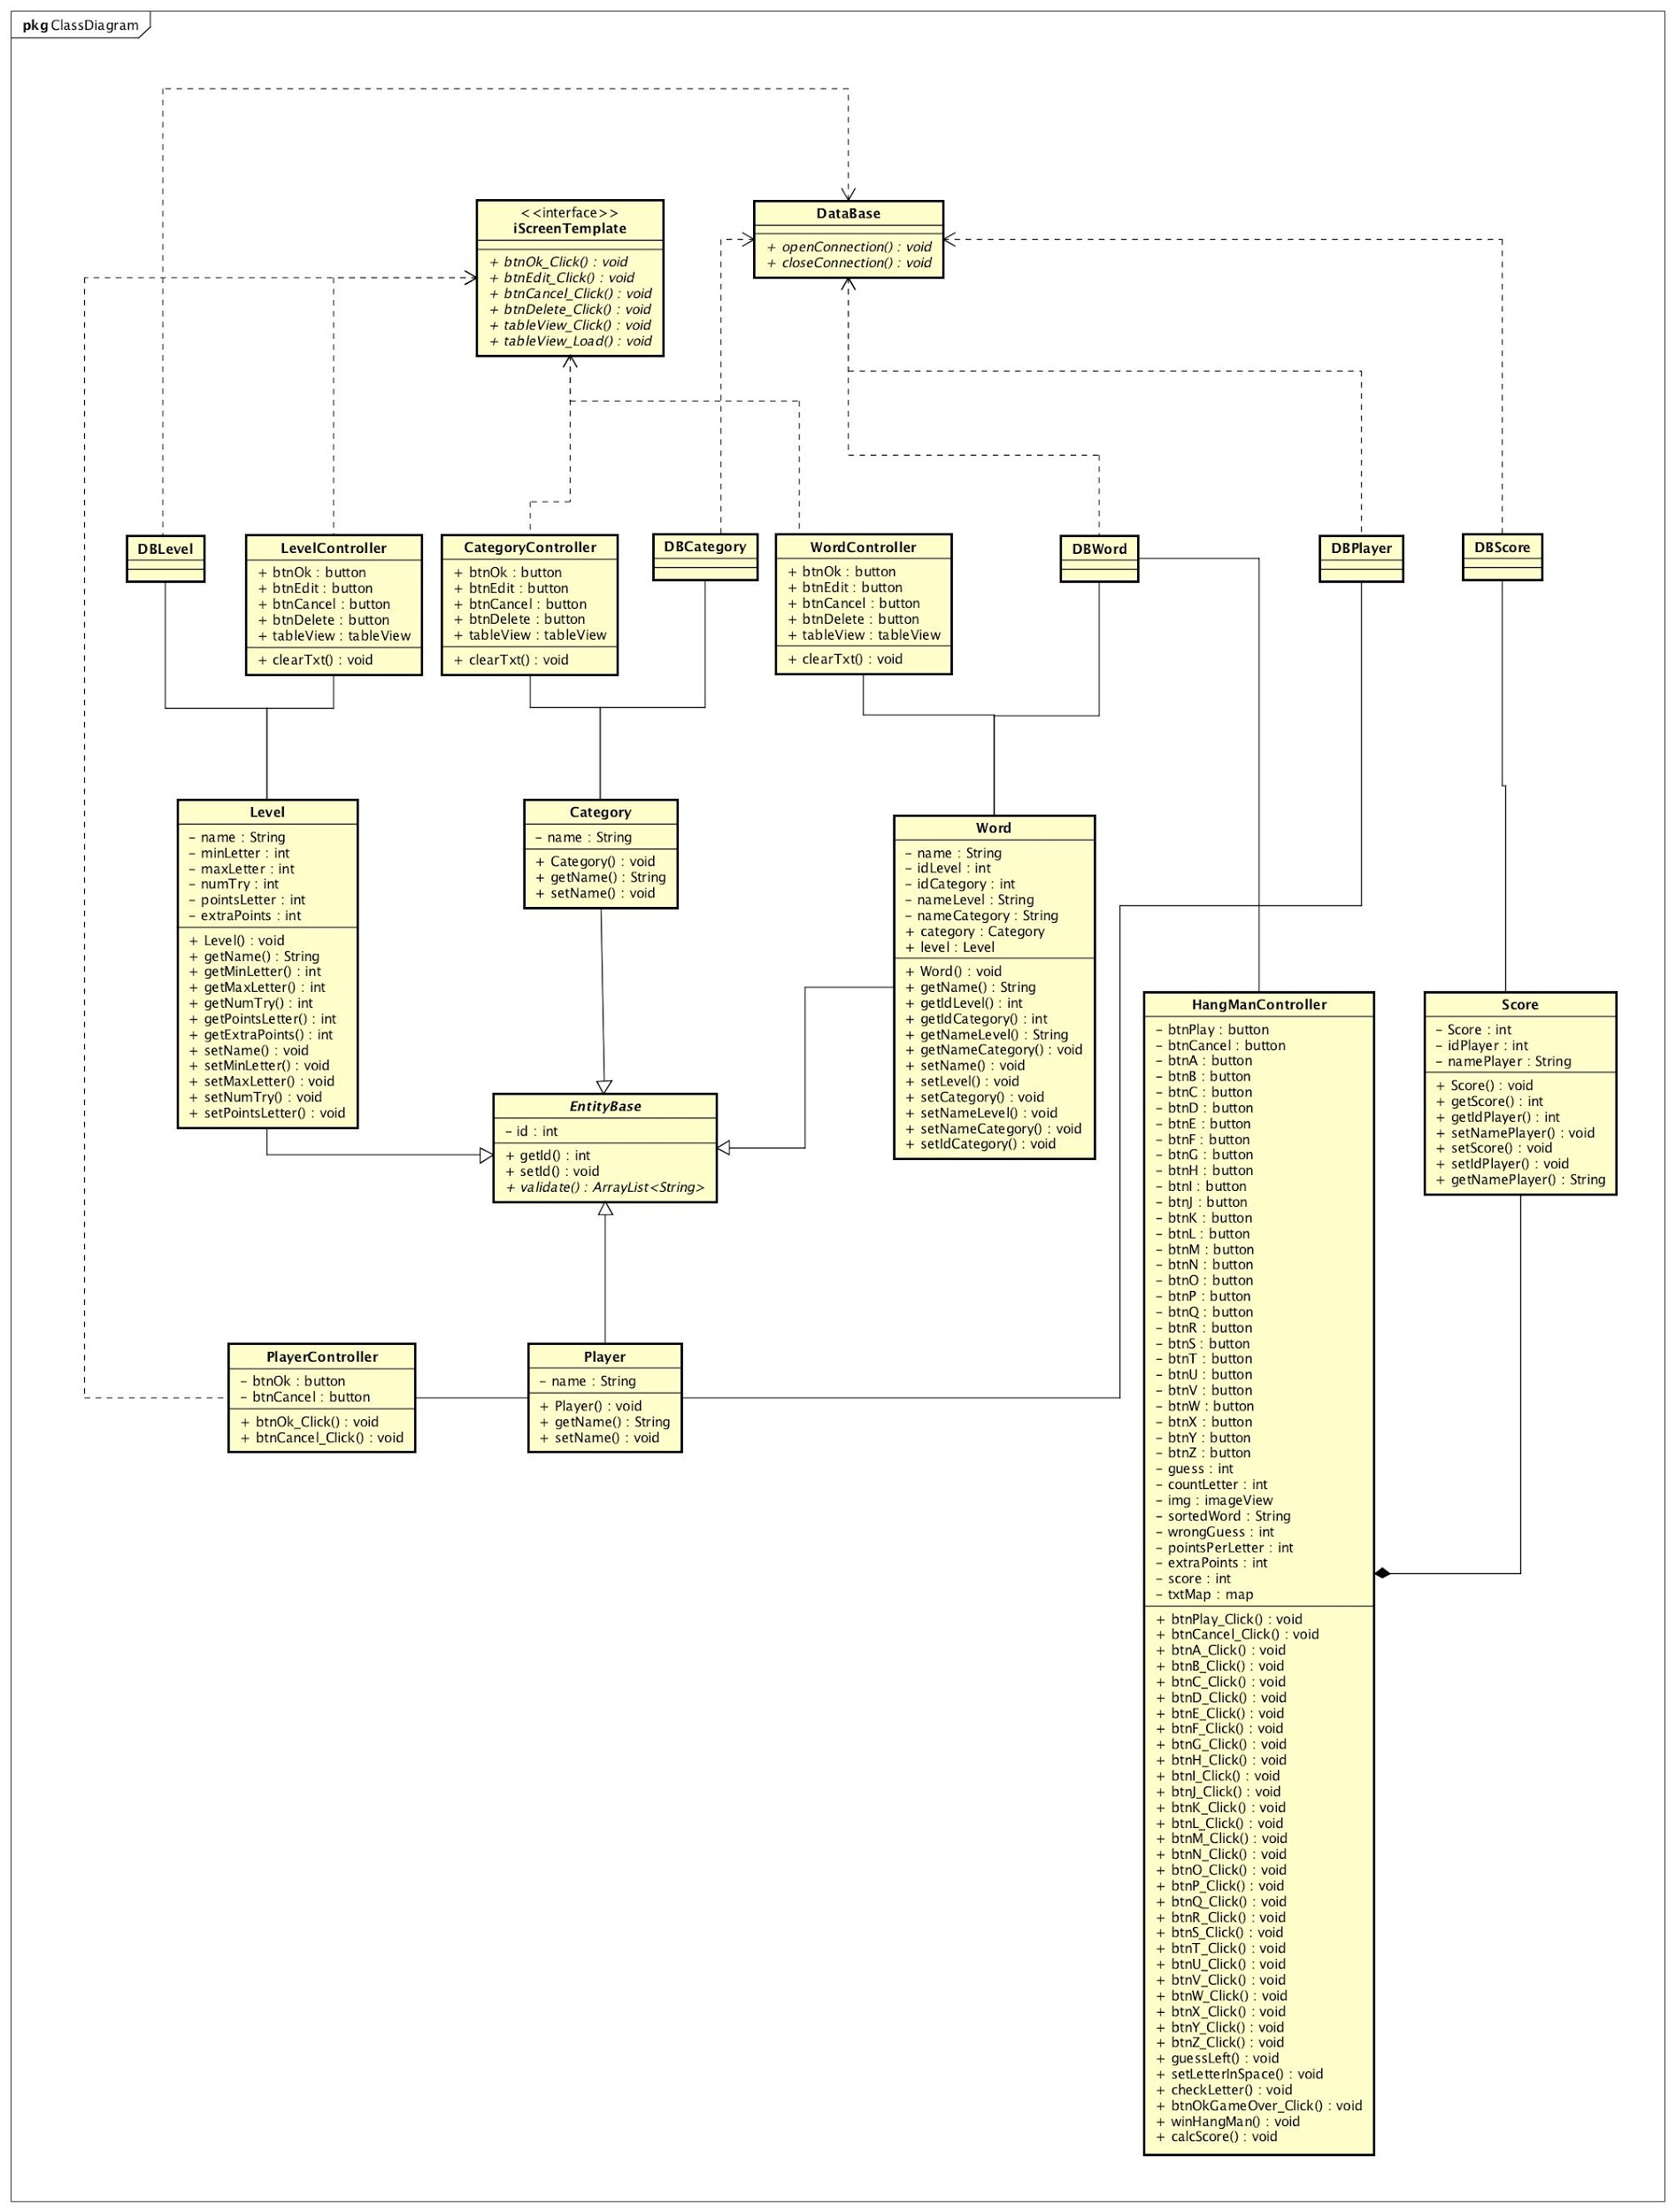 pkg ClassDiagram
<<interface>>
iScreenTemplate
+ btnOk_Click() : void
+ btnEdit_Click() : void
+ btnCancel_Click() : void
+ btnDelete_Click() : void
+ tableView_Click() : void
+ tableView_Load() : void
DataBase
+ openConnection() : void
+ closeConnection() : void
DBLevel
LevelController
+ btnOk : button
+ btnEdit : button
+ btnCancel : button
+ btnDelete : button
+ tableView : tableView
+ clearTxt() : void
CategoryController
+ btnOk : button
+ btnEdit : button
+ btnCancel : button
+ btnDelete : button
+ tableView : tableView
+ clearTxt() : void
DBCategory
WordController
+ btnOk : button
+ btnEdit : button
+ btnCancel : button
+ btnDelete : button
+ tableView : tableView
+ clearTxt() : void
DBWord
DBPlayer
DBScore
Level
- name : String
- minLetter : int
- maxLetter : int
- numTry : int
- pointsLetter : int
- extraPoints : int
+ Level() : void
+ getName() : String
+ getMinLetter() : int
+ getMaxLetter() : int
+ getNumTry() : int
+ getPointsLetter() : int
+ getExtraPoints() : int
+ setName() : void
+ setMinLetter() : void
+ setMaxLetter() : void
+ setNumTry() : void
+ setPointsLetter() : void
Category
- name : String
+ Category() : void
+ getName() : String
+ setName() : void
Word
- name : String
- idLevel : int
- idCategory : int
- nameLevel : String
- nameCategory : String
+ category : Category
+ level : Level
+ Word() : void
+ getName() : String
+ getIdLevel() : int
+ getIdCategory() : int
+ getNameLevel() : String
+ getNameCategory() : void
+ setName() : void
+ setLevel() : void
+ setCategory() : void
+ setNameLevel() : void
+ setNameCategory() : void
+ setIdCategory() : void
EntityBase
- id : int
+ getId() : int
+ setId() : void
+ validate() : ArrayList<String>
PlayerController
- btnOk : button
- btnCancel : button
+ btnOk_Click() : void
+ btnCancel_Click() : void
Player
- name : String
+ Player() : void
+ getName() : String
+ setName() : void
HangManController
- btnPlay : button
- btnCancel : button
- btnA : button
- btnB : button
- btnC : button
- btnD : button
- btnE : button
- btnF : button
- btnG : button
- btnH : button
- btnI : button
- btnJ : button
- btnK : button
- btnL : button
- btnM : button
- btnN : button
- btnO : button
- btnP : button
- btnQ : button
- btnR : button
- btnS : button
- btnT : button
- btnU : button
- btnV : button
- btnW : button
- btnX : button
- btnY : button
- btnZ : button
- guess : int
- countLetter : int
- img : imageView
- sortedWord : String
- wrongGuess : int
- pointsPerLetter : int
- extraPoints : int
- score : int
- txtMap : map
+ btnPlay_Click() : void
+ btnCancel_Click() : void
+ btnA_Click() : void
+ btnB_Click() : void
+ btnC_Click() : void
+ btnD_Click() : void
+ btnE_Click() : void
+ btnF_Click() : void
+ btnG_Click() : void
+ btnH_Click() : void
+ btnI_Click() : void
+ btnJ_Click() : void
+ btnK_Click() : void
+ btnL_Click() : void
+ btnM_Click() : void
+ btnN_Click() : void
+ btnO_Click() : void
+ btnP_Click() : void
+ btnQ_Click() : void
+ btnR_Click() : void
+ btnS_Click() : void
+ btnT_Click() : void
+ btnU_Click() : void
+ btnV_Click() : void
+ btnW_Click() : void
+ btnX_Click() : void
+ btnY_Click() : void
+ btnZ_Click() : void
+ guessLeft() : void
+ setLetterInSpace() : void
+ checkLetter() : void
+ btnOkGameOver_Click() : void
+ winHangMan() : void
+ calcScore() : void
Score
- Score : int
- idPlayer : int
- namePlayer : String
+ Score() : void
+ getScore() : int
+ getIdPlayer() : int
+ setNamePlayer() : void
+ setScore() : void
+ setIdPlayer() : void
+ getNamePlayer() : String